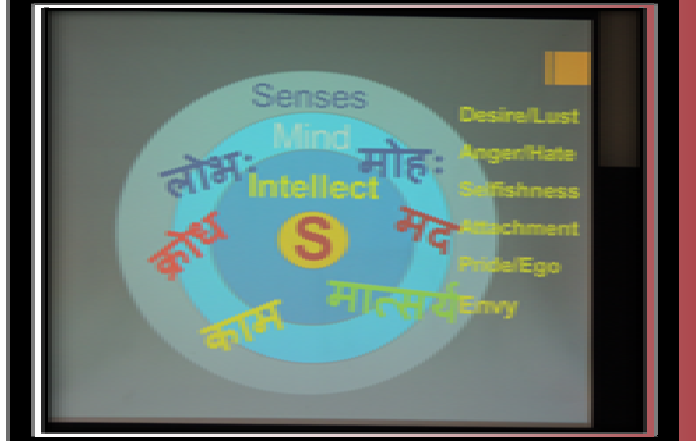 Senses
Mind
लोभः
मोहः
Intellect
क्रोध
S
मद
काम
मात्सर्य
Desire/Lust
Anger/Hate
Selfishness
Attachment
Pride/Ego
Envy